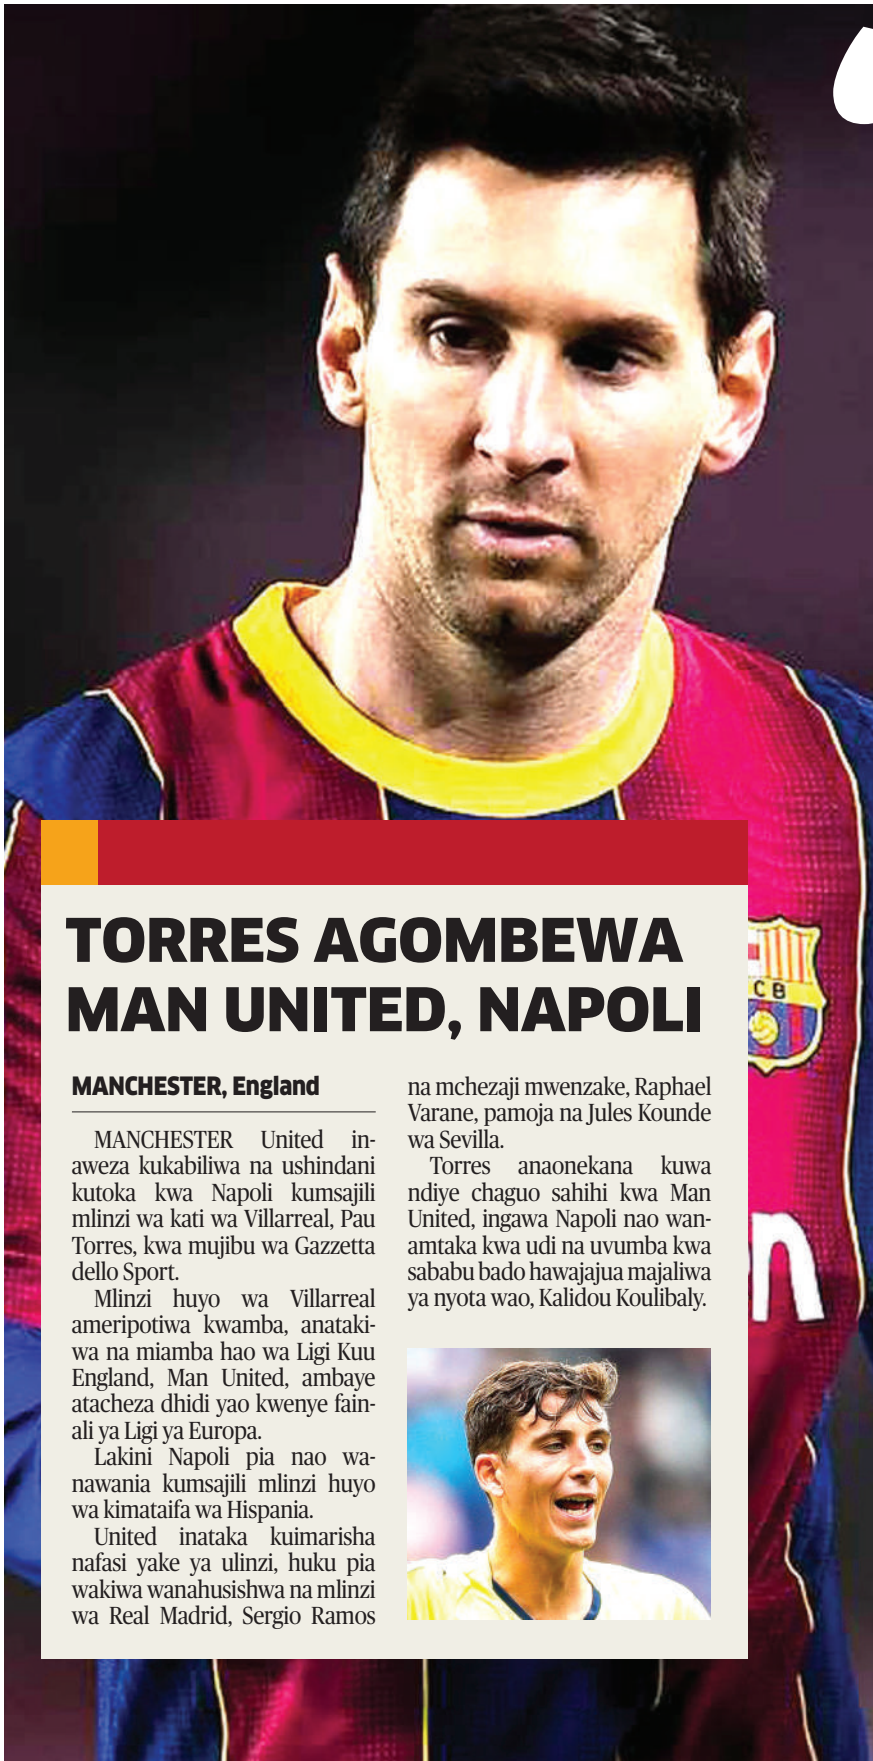 TORRES AGOMBEWA
MAN UNITED, NAPOLI
MANCHESTER, England
MANCHESTER United in-
aweza kukabiliwa na ushindani
kutoka kwa Napoli kumsajili
mlinzi wa kati wa Villarreal, Pau
Torres, kwa mujibu wa Gazzetta
dello Sport.
Mlinzi huyo wa Villarreal
ameripotiwa kwamba, anataki-
wa na miamba hao wa Ligi Kuu
England, Man United, ambaye
atacheza dhidi yao kwenye fain-
ali ya Ligi ya Europa.
Lakini Napoli pia nao wa-
nawania kumsajili mlinzi huyo
wa kimataifa wa Hispania.
United inataka kuimarisha
nafasi yake ya ulinzi, huku pia
wakiwa wanahusishwa na mlinzi
wa Real Madrid, Sergio Ramos
na mchezaji mwenzake, Raphael
Varane, pamoja na Jules Kounde
wa Sevilla.
Torres anaonekana kuwa
ndiye chaguo sahihi kwa Man
United, ingawa Napoli nao wan-
amtaka kwa udi na uvumba kwa
sababu bado hawajajua majaliwa
ya nyota wao, Kalidou Koulibaly.
C B
n